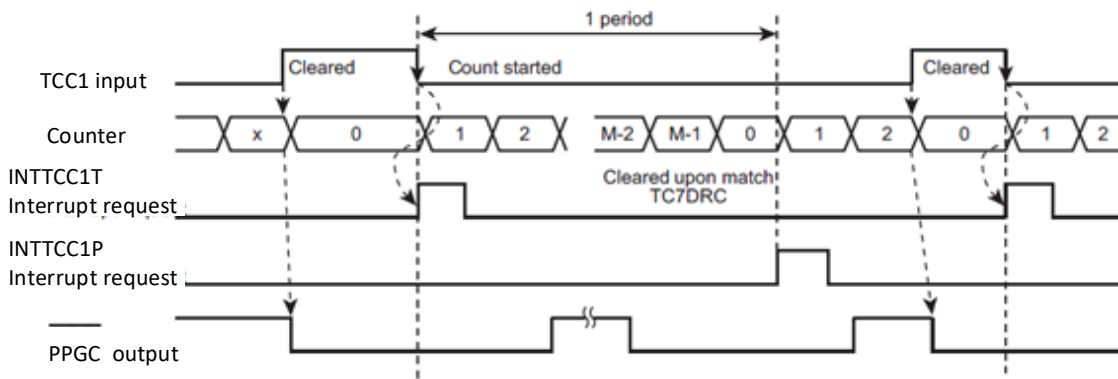 1 period
TCC1 input
Cleared
Count started
Cleared
Counter
x
0
1
2
M-2
M-1
0
1
2
0
1
2
INTTCC1T
Interrupt request
Cleared upon match
TC7DRC
INTTCC1P
Interrupt request
PPGC output